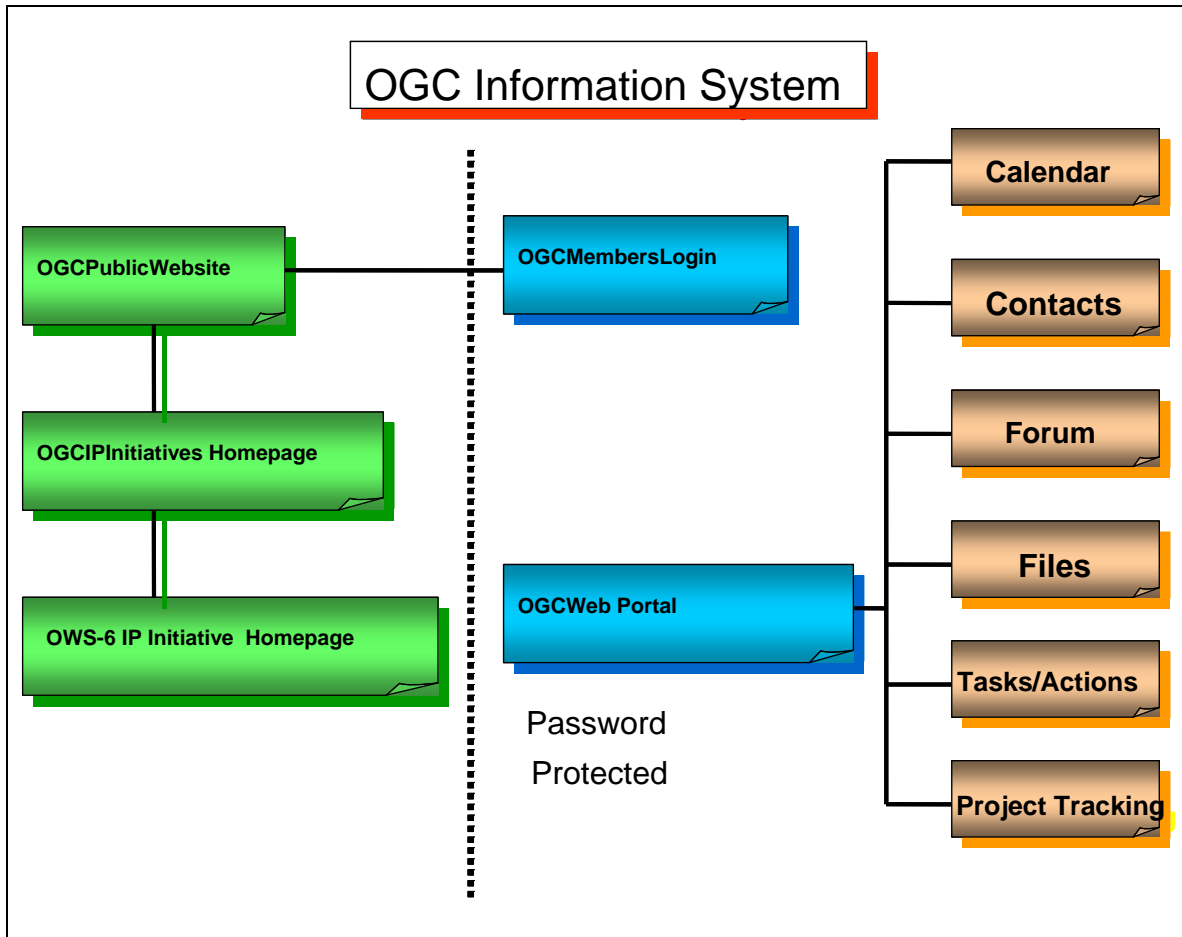 OGC Information System
OGCPublicWebsite
OGCIPInitiatives Homepage
OWS-6 IP Initiative Homepage
OGCMembersLogin
OGCWeb Portal
Password
Protected
Calendar
Contacts
Forum
Files
Tasks/Actions
Project Tracking